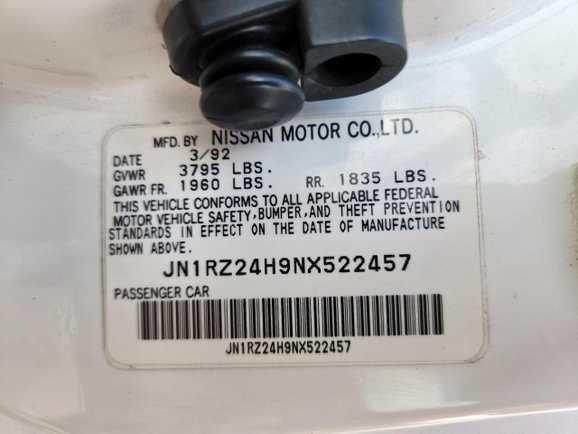 MFD. BY NISSAN MOTOR CO.,LTD.
DATE 3/92
GVWR 3795 LBS.
GAWR FR. 1960 LBS. RR. 1835 LBS.
THIS VEHICLE CONFORMS TO ALL APPLICABLE FEDERAL
MOTOR VEHICLE SAFETY,BUMPER,AND THEFT PREVENTION
STANDARDS IN EFFECT ON THE DATE OF MANUFACTURE
SHOWN ABOVE.
JN1RZ24H9NX522457
PASSENGER CAR
JN1RZ24H9NX522457